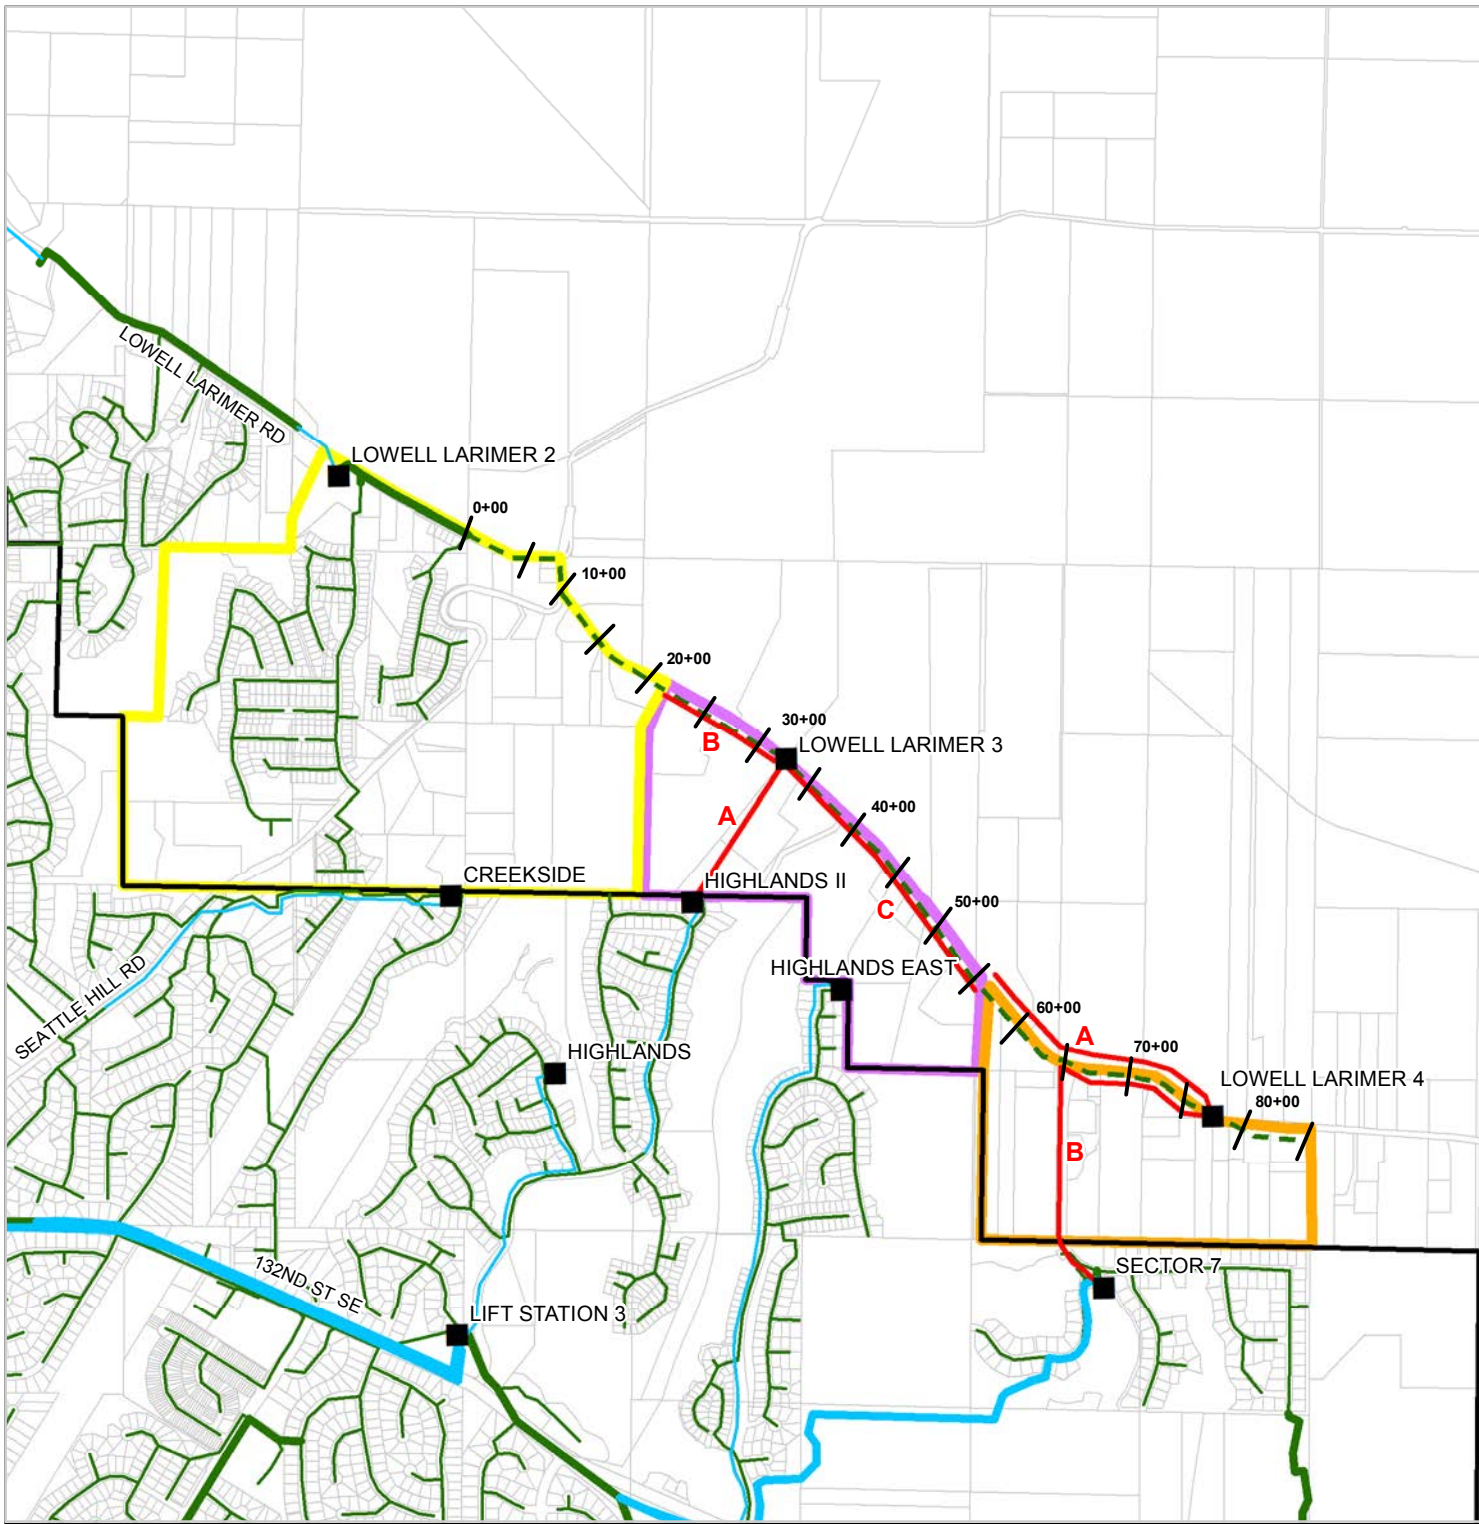 LOWELL LARIMER RD
LOWELL LARIMER 2
0+00
10+00
20+00
30+00
B
LOWELL LARIMER 3
A
40+00
CREEKSIDE
HIGHLANDS II
C
50+00
SEATTLE HILL RD
HIGHLANDS EAST
60+00
A
70+00
HIGHLANDS
LOWELL LARIMER 4
80+00
B
SECTOR 7
132ND ST SE
LIFT STATION 3